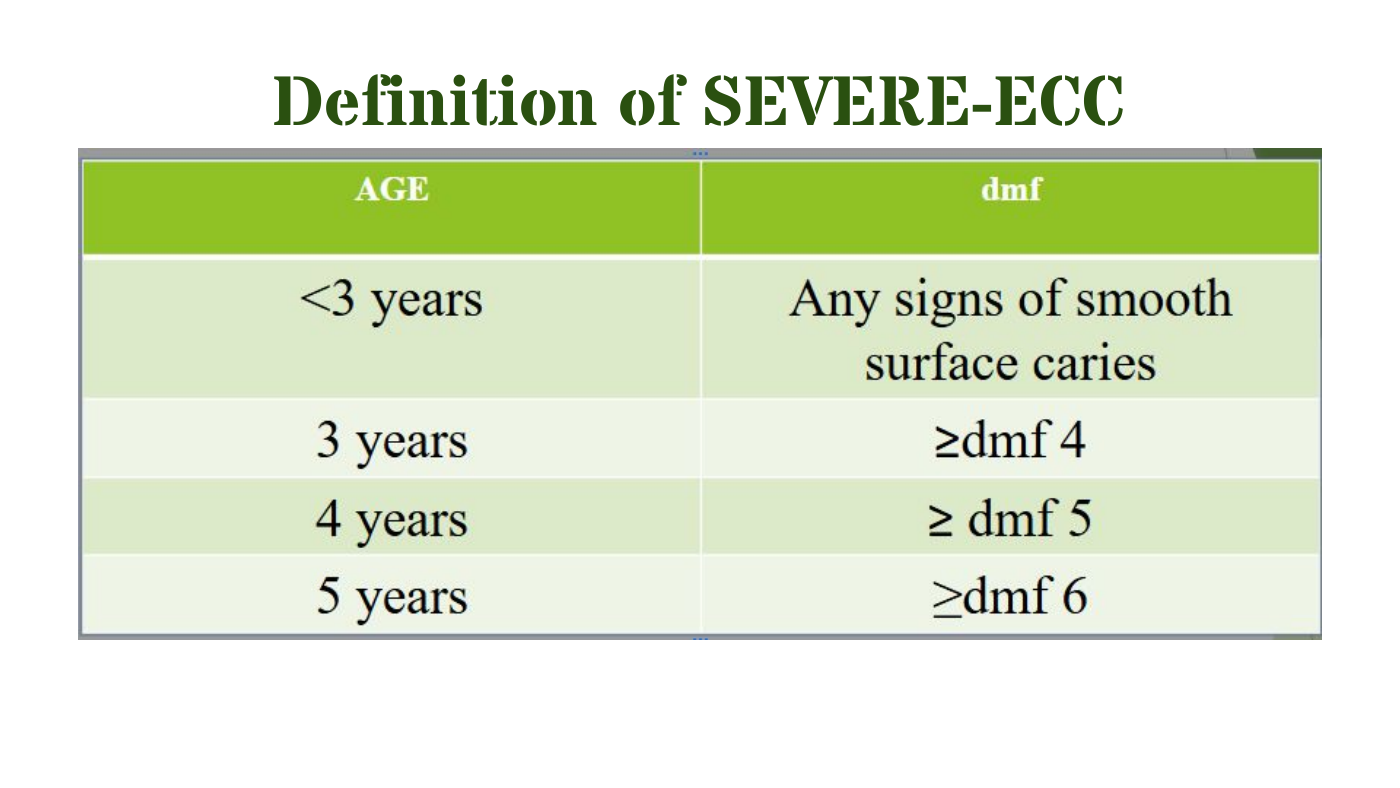 Definition of SEVERE-ECC
AGE
dmf
<3 years
Any signs of smooth
surface caries
3 years
≥dmf 4
4 years
≥ dmf 5
5 years
≥dmf 6